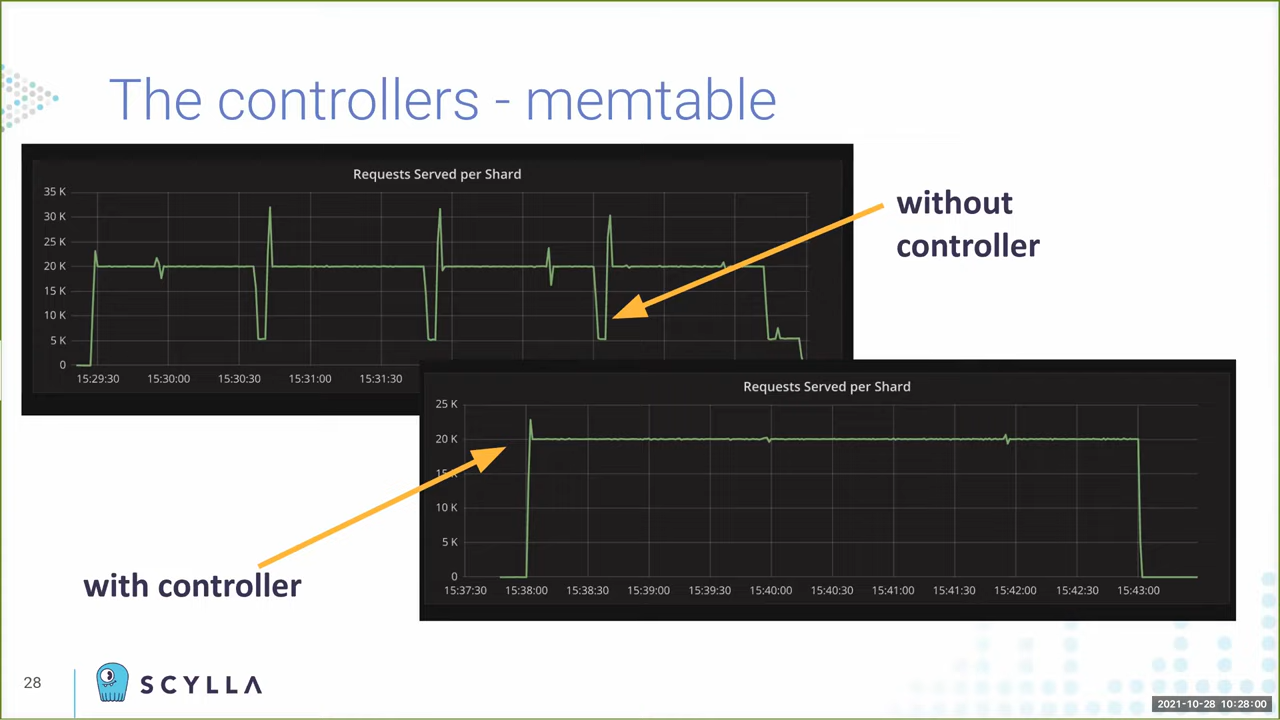 The controllers - memtable
Requests Served per Shard
35 K
30 K
25 K
20 K
15 K
10 K
5 K
0
15:29:30 15:30:00 15:30:30 15:31:00 15:31:30
without
controller
Requests Served per Shard
25 K
20 K
10 K
5 K
0
15:37:30 15:38:00 15:38:30 15:39:00 15:39:30 15:40:00 15:40:30 15:41:00 15:41:30 15:42:00 15:42:30 15:43:00
with controller
28
SCYLLA
2021-10-28 10:28:00